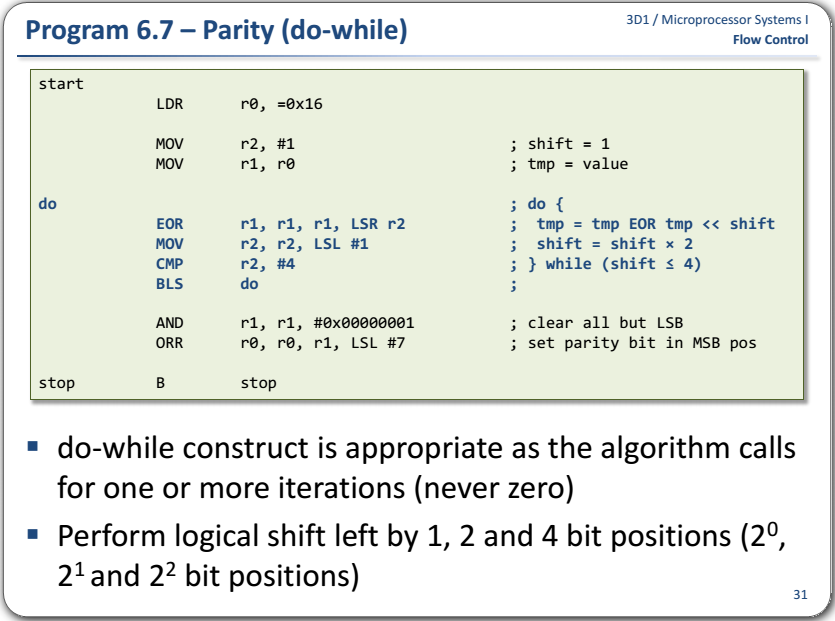 Program 6.7 – Parity (do-while)
3D1 / Microprocessor Systems I
Flow Control
start
LDR r0, =0x16
MOV r2, #1 ; shift = 1
MOV r1, r0 ; tmp = value
do ; do {
EOR r1, r1, r1, LSR r2 ; tmp = tmp EOR tmp << shift
MOV r2, r2, LSL #1 ; shift = shift × 2
CMP r2, #4 ; } while (shift ≤ 4)
BLS do ;
AND r1, r1, #0x00000001 ; clear all but LSB
ORR r0, r0, r1, LSL #7 ; set parity bit in MSB pos
stop B stop
▪ do-while construct is appropriate as the algorithm calls
for one or more iterations (never zero)
▪ Perform logical shift left by 1, 2 and 4 bit positions (2⁰,
2¹ and 2² bit positions)
31